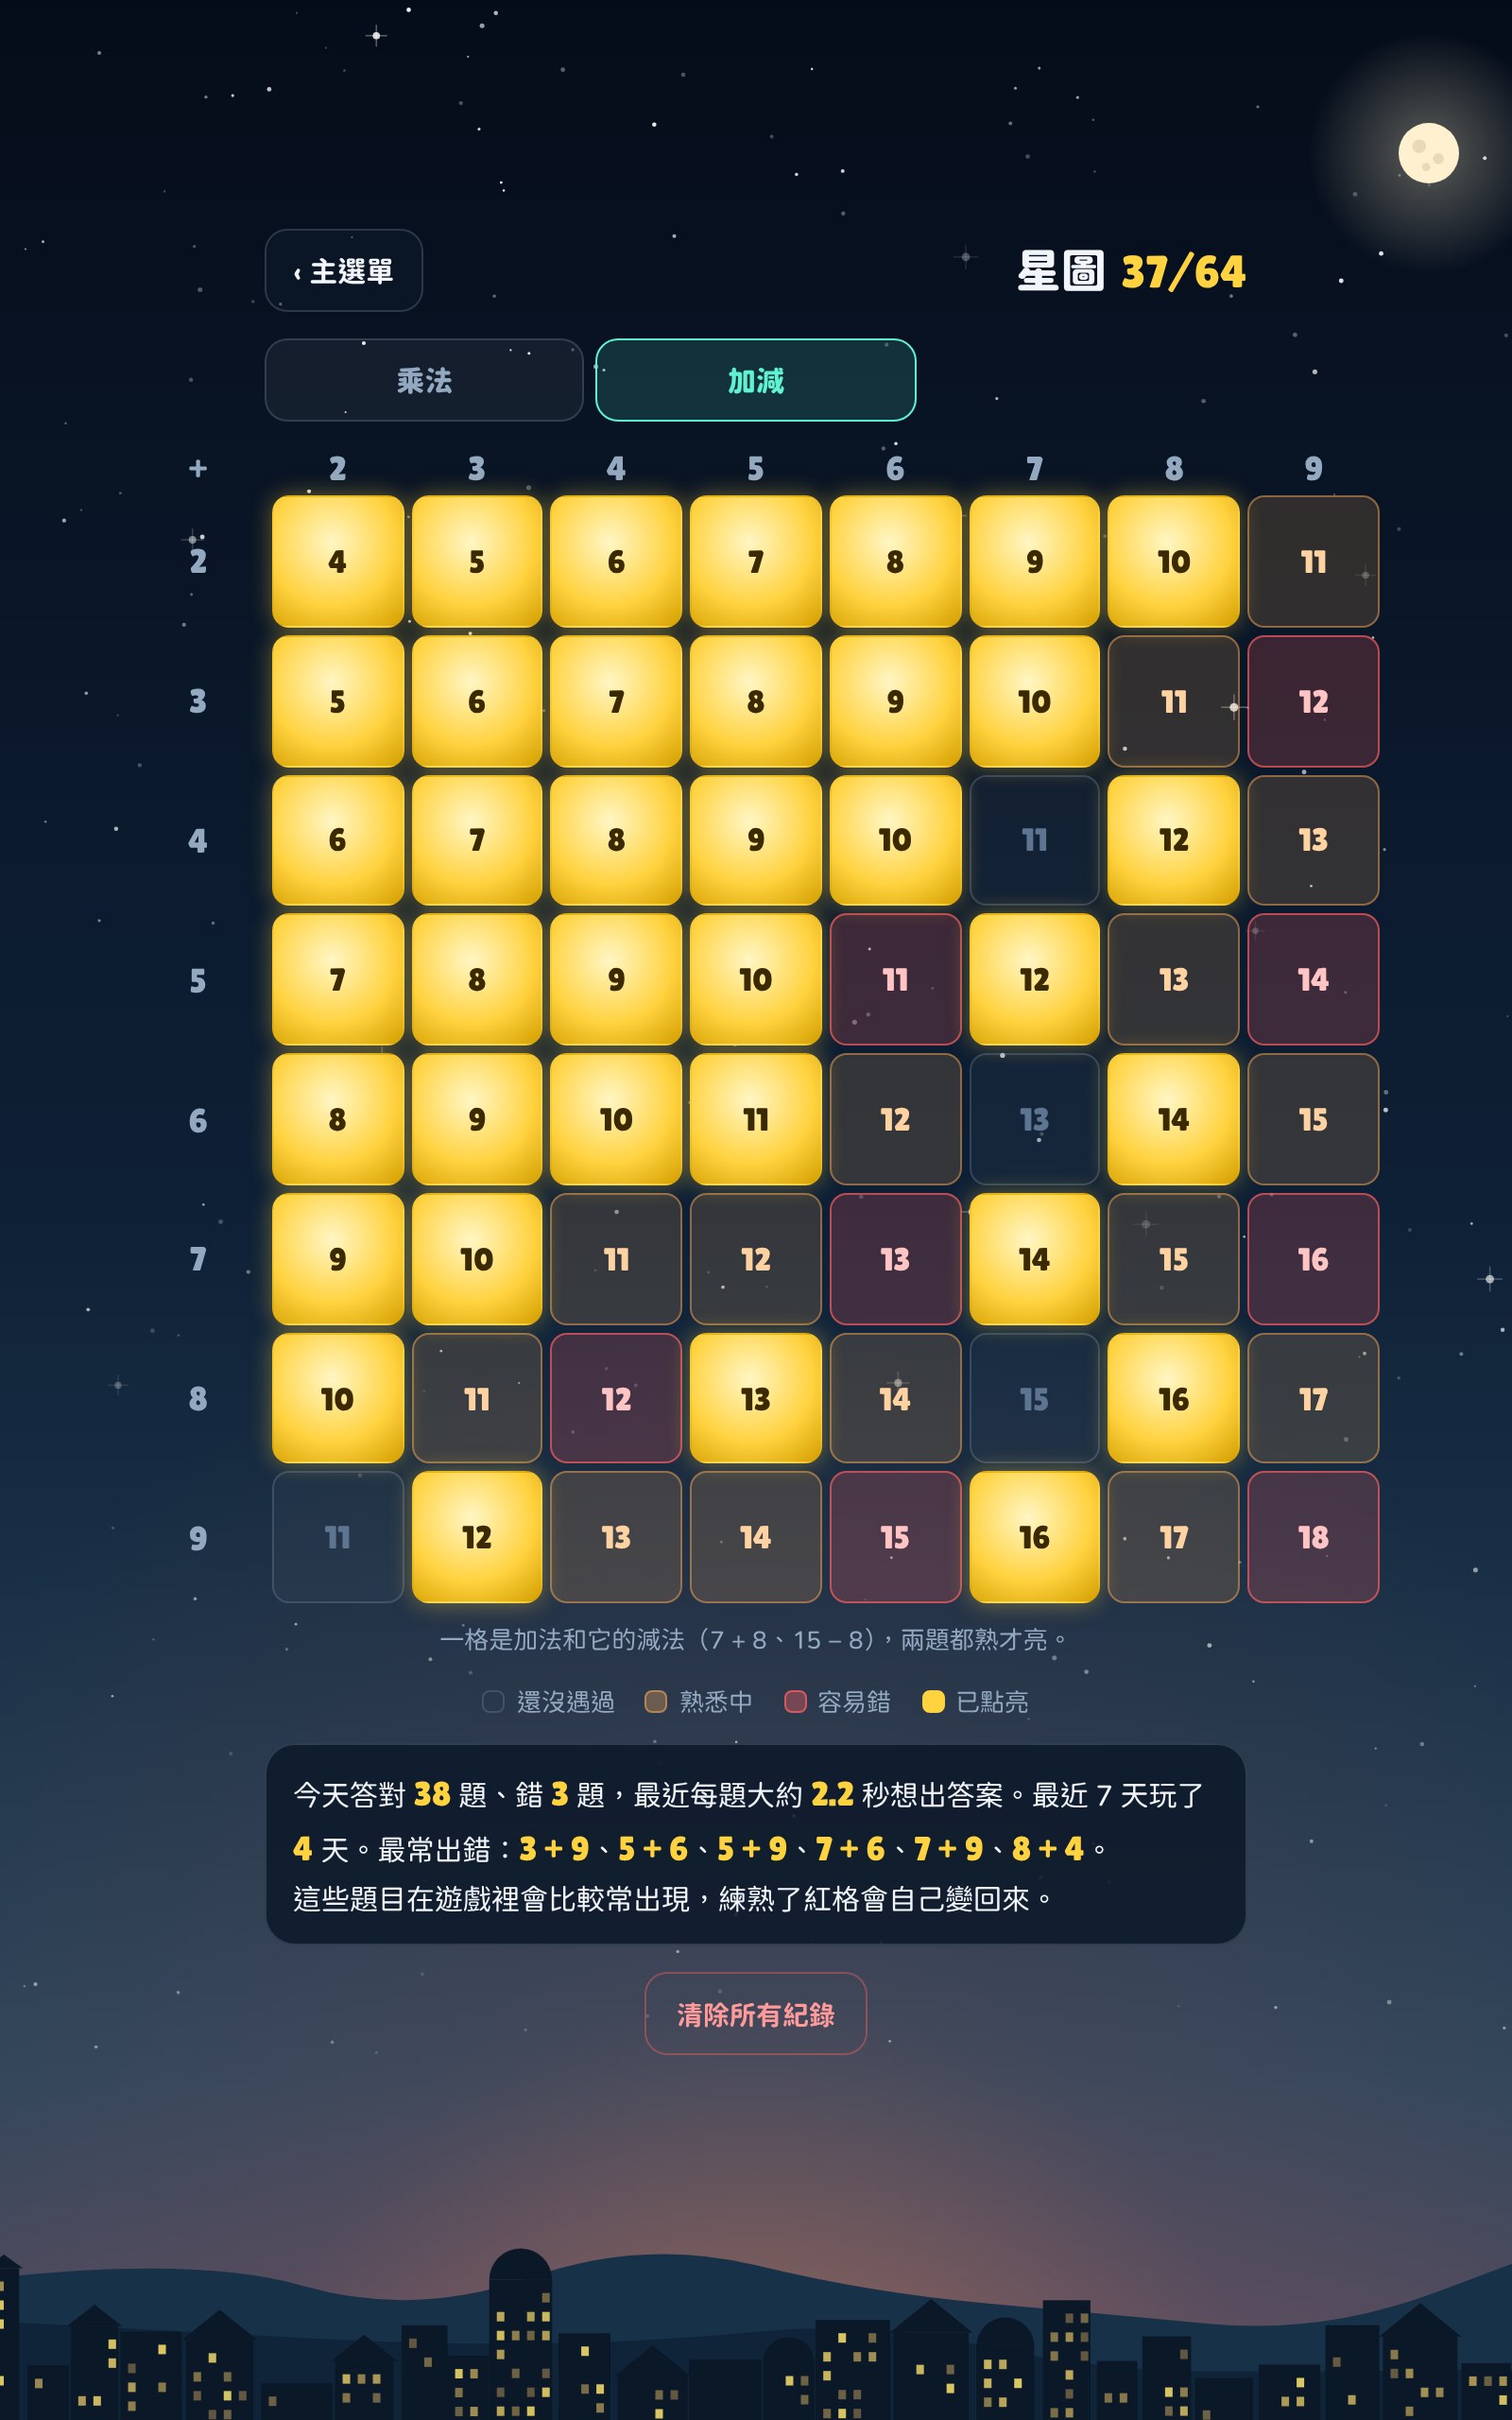 ‹ 主選單
星圖 37/64
乘法 加減
+ 2 3 4 5 6 7 8 9
2 4 5 6 7 8 9 10 11
3 5 6 7 8 9 10 11 12
4 6 7 8 9 10 11 12 13
5 7 8 9 10 11 12 13 14
6 8 9 10 11 12 13 14 15
7 9 10 11 12 13 14 15 16
8 10 11 12 13 14 15 16 17
9 11 12 13 14 15 16 17 18
一格是加法和它的減法（7 + 8、15 – 8），兩題都熟才亮。
還沒遇過 熟悉中 容易錯 已點亮
今天答對 38 題、錯 3 題，最近每題大約 2.2 秒想出答案。最近 7 天玩了
4 天。最常出錯：3 + 9、5 + 6、5 + 9、7 + 6、7 + 9、8 + 4。
這些題目在遊戲裡會比較常出現，練熟了紅格會自己變回來。
清除所有紀錄